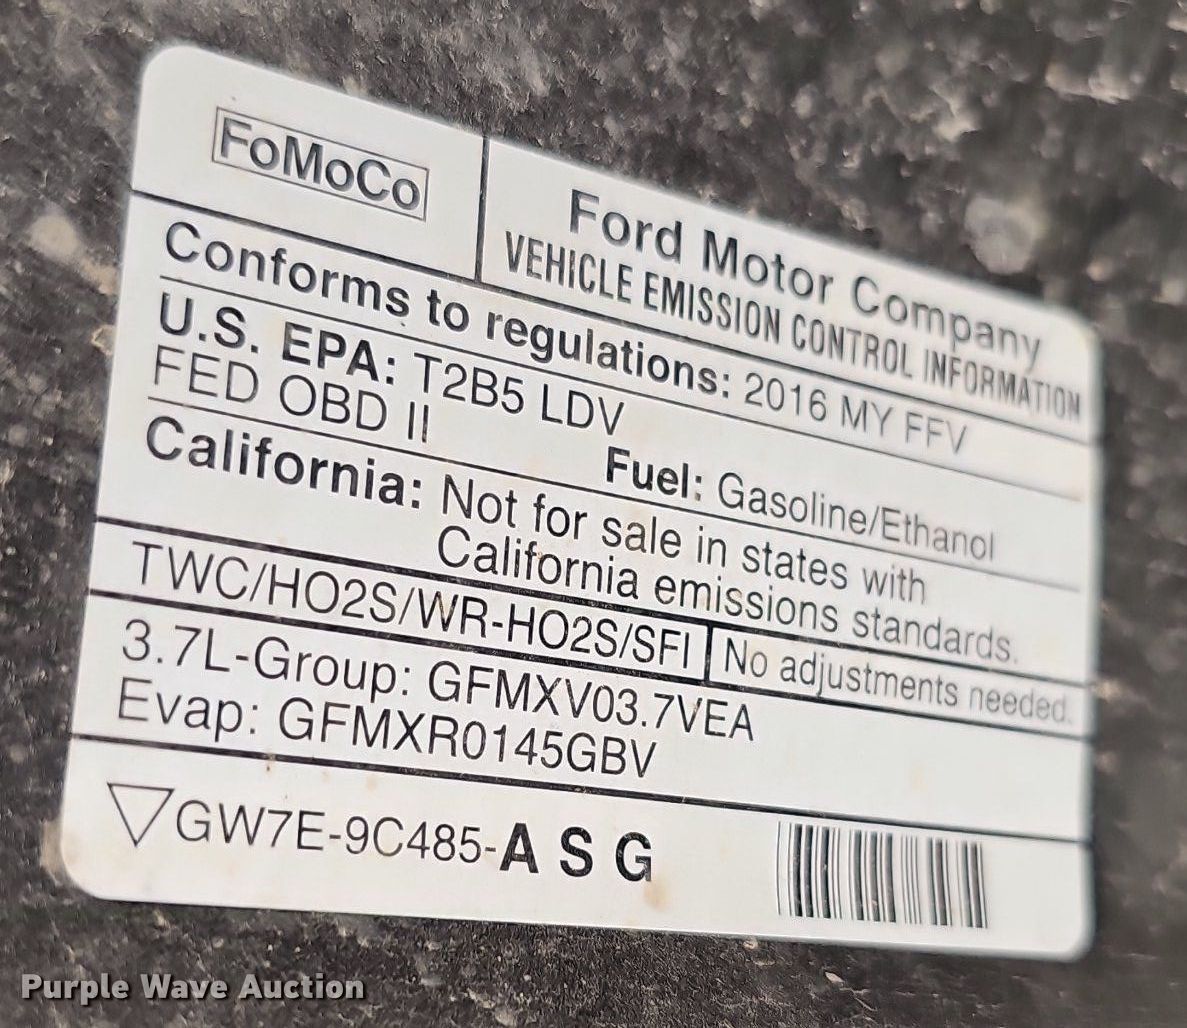 FoMoCo
Ford Motor Company
VEHICLE EMISSION CONTROL INFORMATION
Conforms to regulations: 2016 MY FFV
U.S. EPA: T2B5 LDV
FED OBD II
Fuel: Gasoline/Ethanol
California: Not for sale in states with
California emissions standards.
TWC/HO2S/WR-HO2S/SFI
No adjustments needed.
3.7L-Group: GFMXV03.7VEA
Evap: GFMXR0145GBV
GW7E-9C485-A S G
Purple Wave Auction